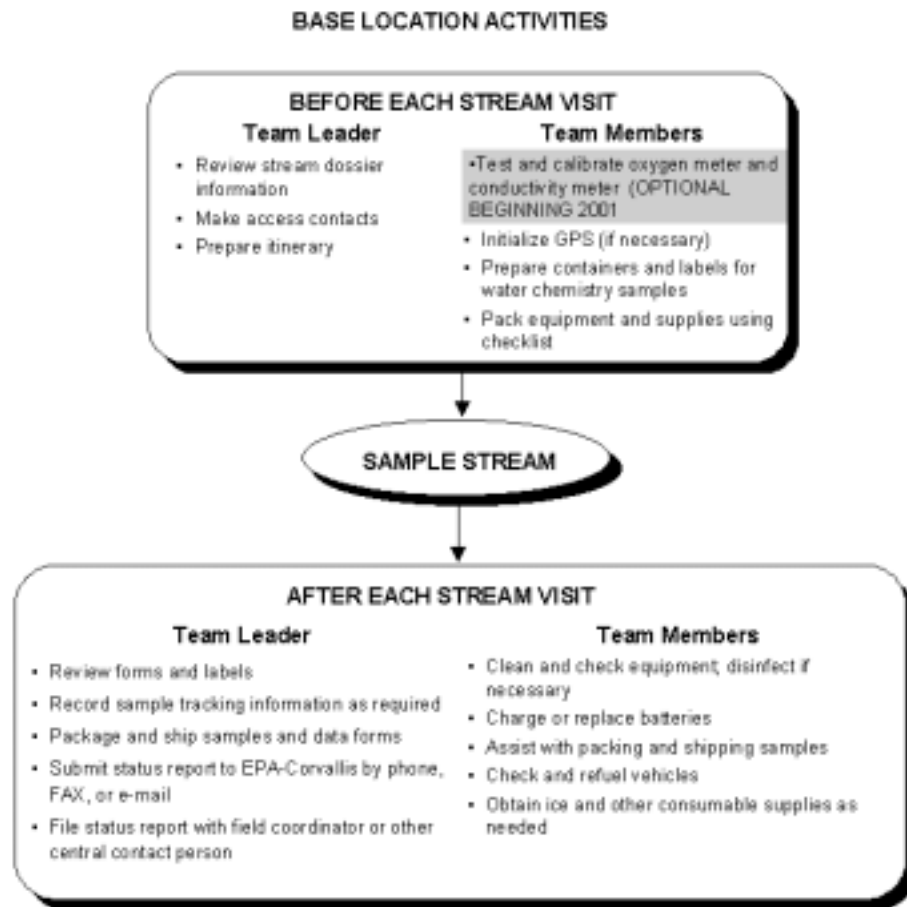 BASE LOCATION ACTIVITIES
BEFORE EACH STREAM VISIT
Team Leader
• Review stream dossier
information
• Make access contacts
• Prepare itinerary
Team Members
•Test and calibrate oxygen meter and
conductivity meter (OPTIONAL
BEGINNING 2001
• Initialize GPS (if necessary)
• Prepare containers and labels for
water chemistry samples
• Pack equipment and supplies using
checklist
SAMPLE STREAM
AFTER EACH STREAM VISIT
Team Leader
• Review forms and labels
• Record sample tracking information as required
• Package and ship samples and data forms
• Submit status report to EPA-Corvallis by phone,
FAX, or e-mail
• File status report with field coordinator or other
central contact person
Team Members
• Clean and check equipment; disinfect if
necessary
• Charge or replace batteries
• Assist with packing and shipping samples
• Check and refuel vehicles
• Obtain ice and other consumable supplies as
needed